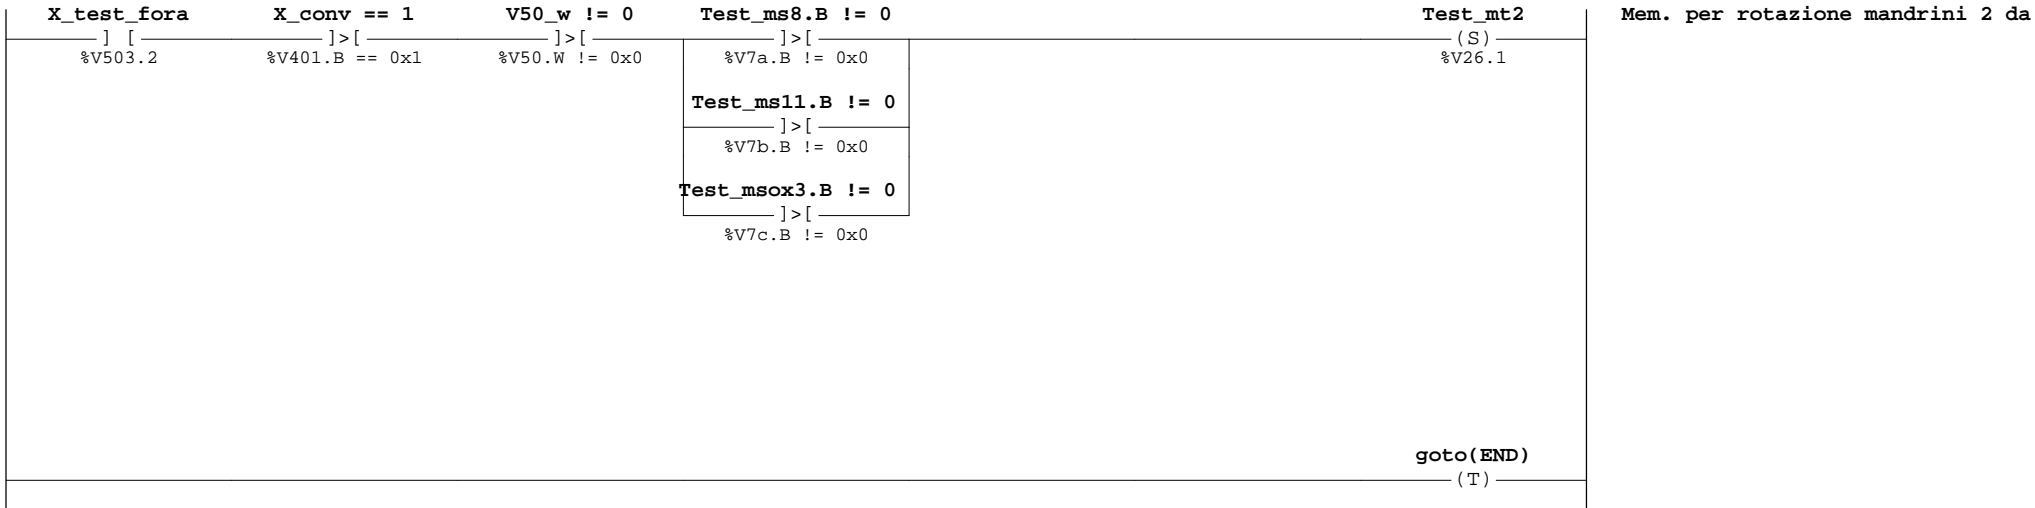 X_test_fora X_conv == 1 V50_w != 0 Test_ms8.B != 0 Test_mt2 Mem. per rotazione mandrini 2 da
] [ ]>[ ]>[ ]>[ (S)
%V503.2 %V401.B == 0x1 %V50.W != 0x0 %V7a.B != 0x0 %V26.1
Test_ms11.B != 0
]>[
%V7b.B != 0x0
Test_msox3.B != 0
]>[
%V7c.B != 0x0
goto(END)
(T)